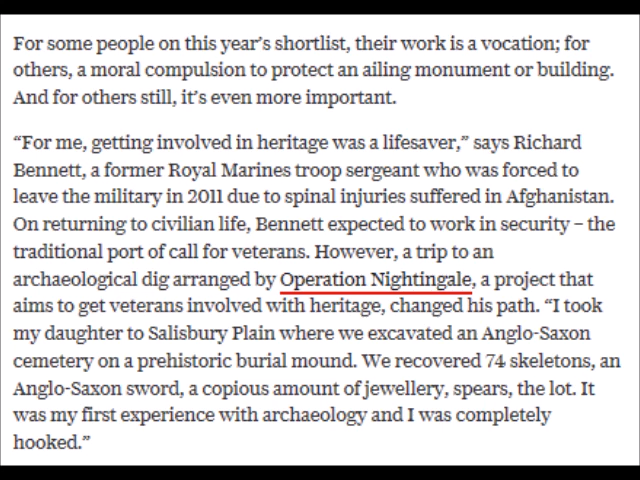 For some people on this year’s shortlist, their work is a vocation; for
others, a moral compulsion to protect an ailing monument or building.
And for others still, it’s even more important.
“For me, getting involved in heritage was a lifesaver,” says Richard
Bennett, a former Royal Marines troop sergeant who was forced to
leave the military in 2011 due to spinal injuries suffered in Afghanistan.
On returning to civilian life, Bennett expected to work in security – the
traditional port of call for veterans. However, a trip to an
archaeological dig arranged by Operation Nightingale, a project that
aims to get veterans involved with heritage, changed his path. “I took
my daughter to Salisbury Plain where we excavated an Anglo-Saxon
cemetery on a prehistoric burial mound. We recovered 74 skeletons, an
Anglo-Saxon sword, a copious amount of jewellery, spears, the lot. It
was my first experience with archaeology and I was completely
hooked.”